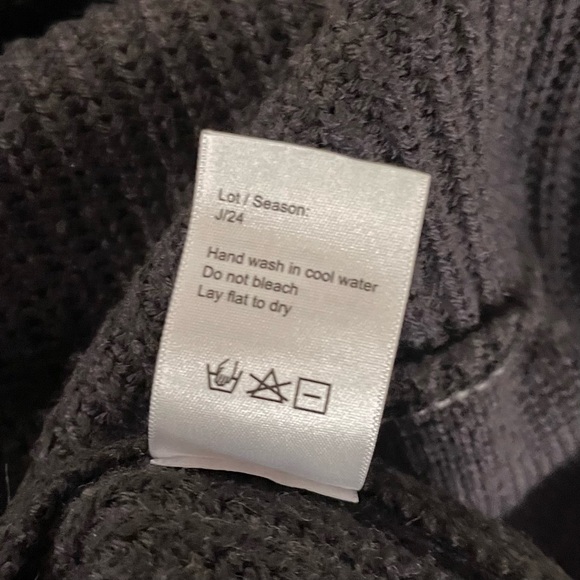 Lot / Season:
J/24
Hand wash in cool water
Do not bleach
Lay flat to dry